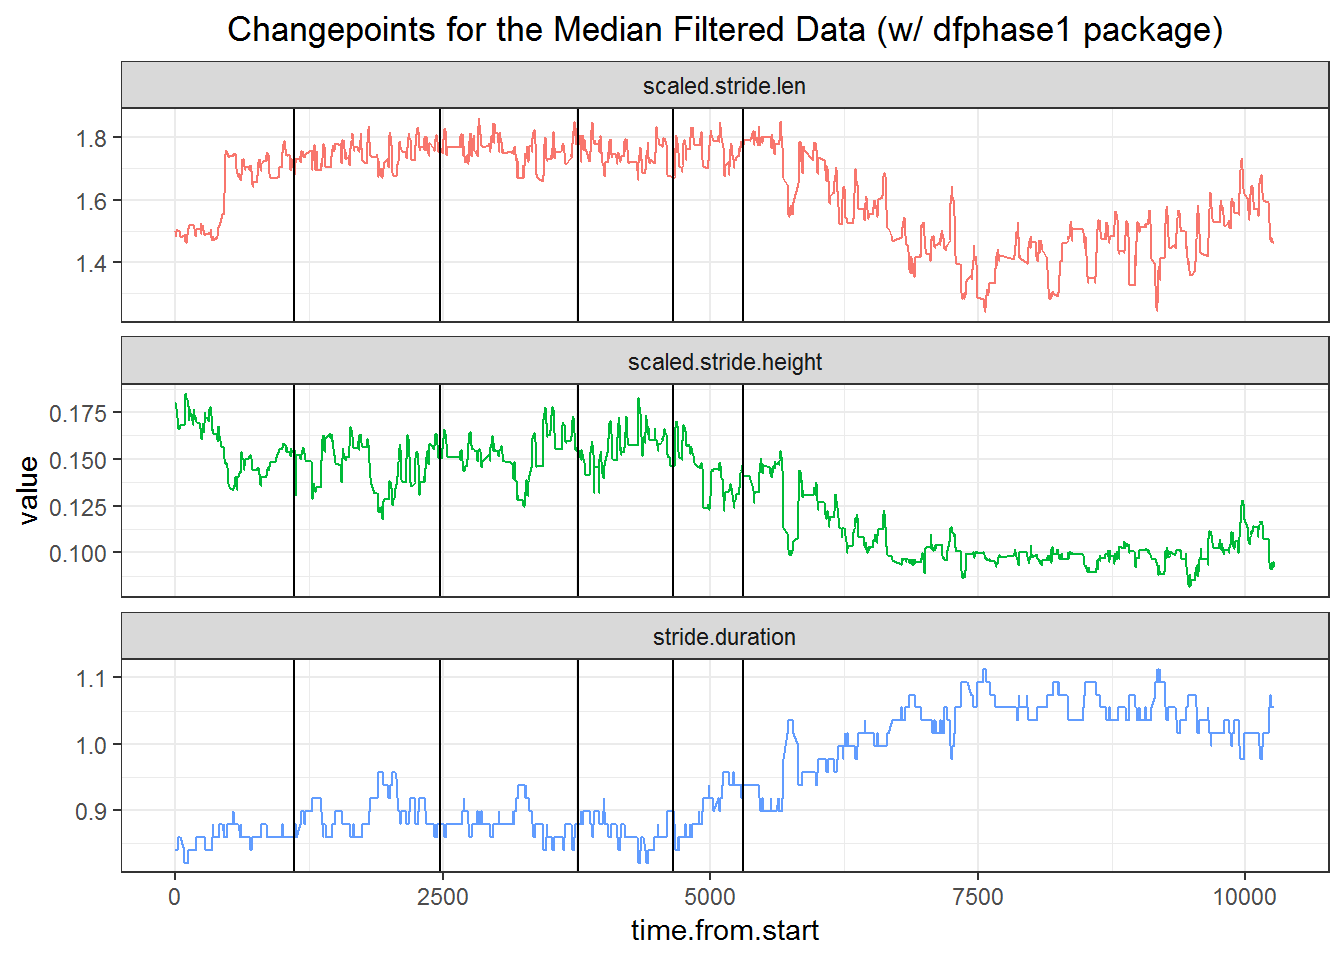 Changepoints for the Median Filtered Data (w/ dfphase1 package)
scaled.stride.len
1.8
1.6
1.4
scaled.stride.height
0.175
0.150
0.125
0.100
value
stride.duration
1.1
1.0
0.9
0 2500 5000 7500 10000
time.from.start